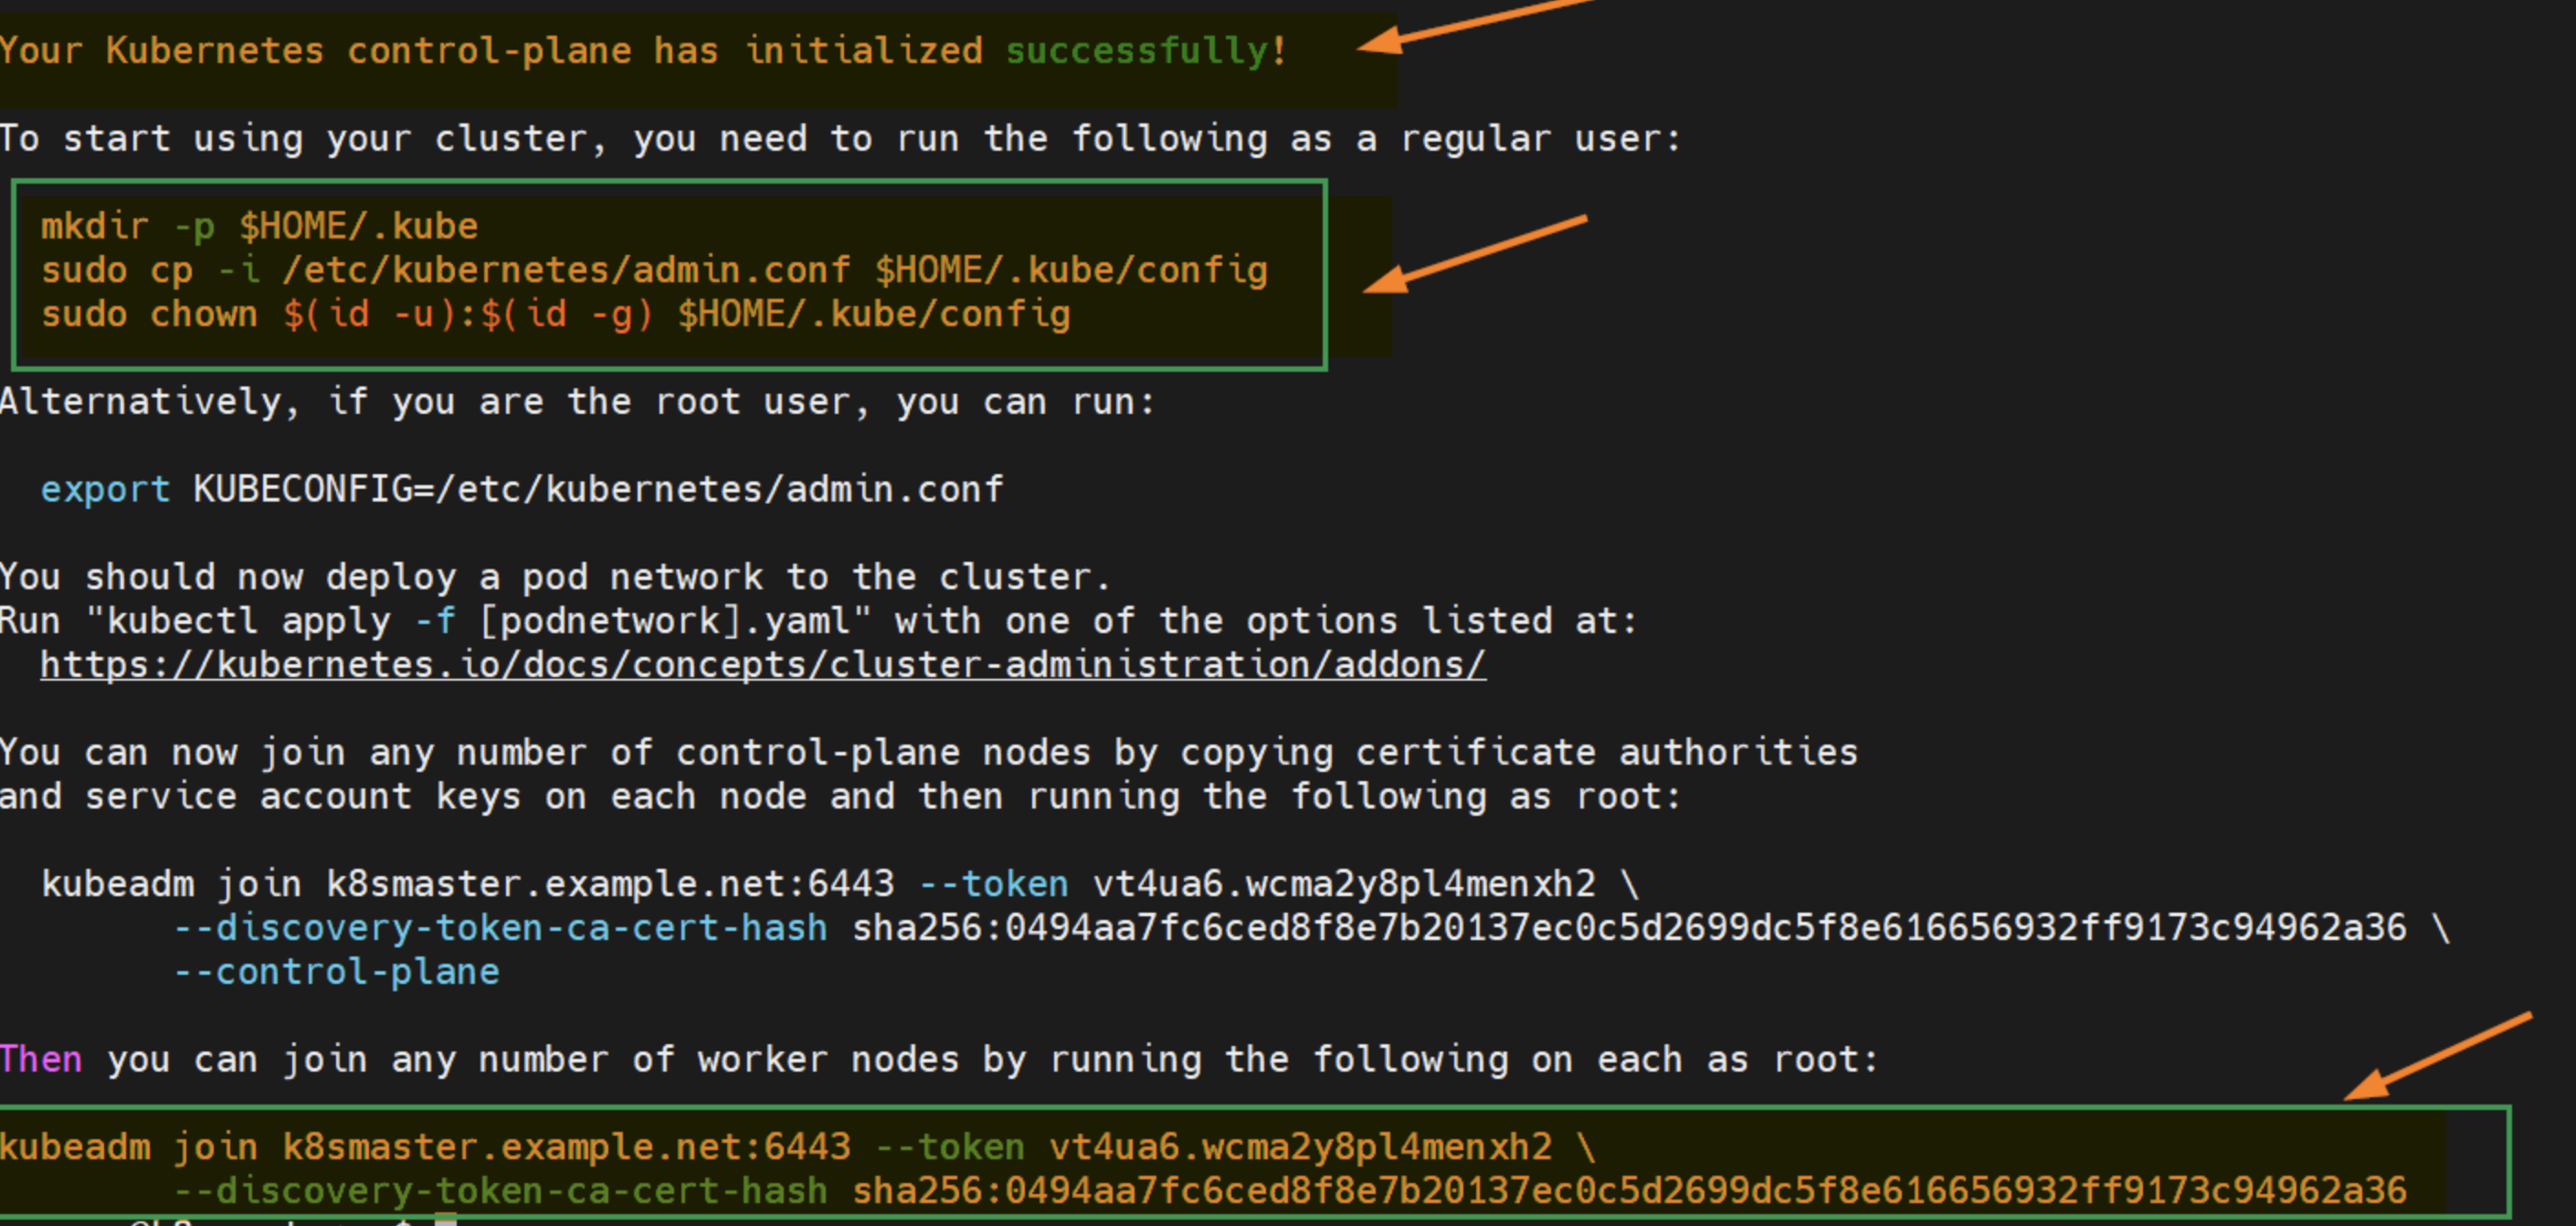 Your Kubernetes control-plane has initialized successfully!
To start using your cluster, you need to run the following as a regular user:
mkdir -p $HOME/.kube
sudo cp -i /etc/kubernetes/admin.conf $HOME/.kube/config
sudo chown $(id -u):$(id -g) $HOME/.kube/config
Alternatively, if you are the root user, you can run:
export KUBECONFIG=/etc/kubernetes/admin.conf
You should now deploy a pod network to the cluster.
Run "kubectl apply -f [podnetwork].yaml" with one of the options listed at:
https://kubernetes.io/docs/concepts/cluster-administration/addons/
You can now join any number of control-plane nodes by copying certificate authorities
and service account keys on each node and then running the following as root:
kubeadm join k8smaster.example.net:6443 --token vt4ua6.wcma2y8pl4menxh2 \
--discovery-token-ca-cert-hash sha256:0494aa7fc6ced8f8e7b20137ec0c5d2699dc5f8e616656932ff9173c94962a36 \
--control-plane
Then you can join any number of worker nodes by running the following on each as root:
kubeadm join k8smaster.example.net:6443 --token vt4ua6.wcma2y8pl4menxh2 \
--discovery-token-ca-cert-hash sha256:0494aa7fc6ced8f8e7b20137ec0c5d2699dc5f8e616656932ff9173c94962a36